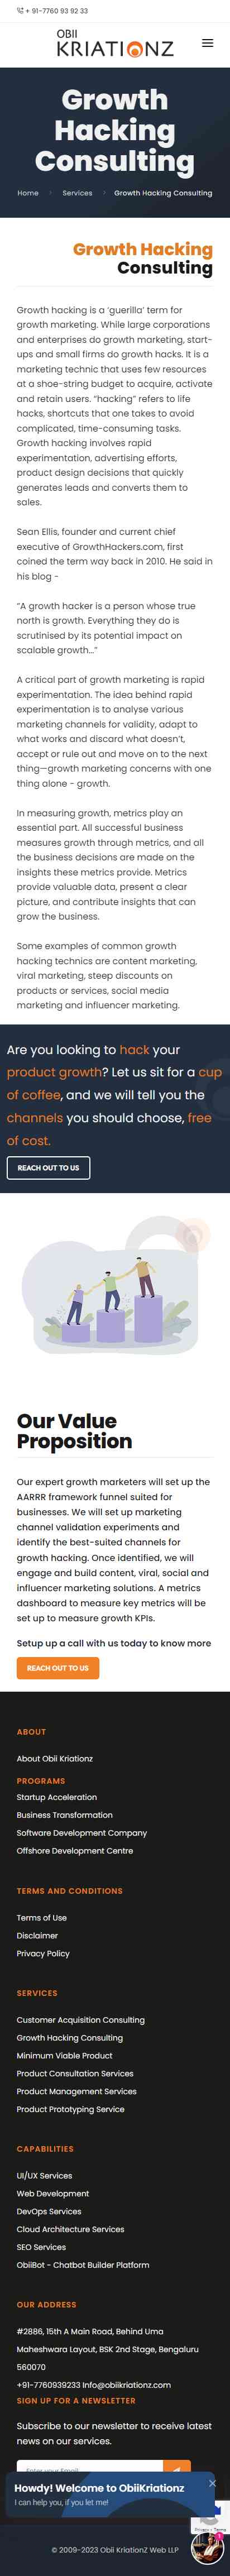 + 91-7760 93 92 33
OBII
KRIATIONZ
Growth
Hacking
Consulting
Home > Services > Growth Hacking Consulting
Growth Hacking
Consulting
Growth hacking is a ‘guerilla’ term for
growth marketing. While large corporations
and enterprises do growth marketing, start-
ups and small firms do growth hacks. It is a
marketing technic that uses few resources
at a shoe-string budget to acquire, activate
and retain users. “hacking” refers to life
hacks, shortcuts that one takes to avoid
complicated, time-consuming tasks.
Growth hacking involves rapid
experimentation, advertising efforts,
product design decisions that quickly
generates leads and converts them to
sales.
Sean Ellis, founder and current chief
executive of GrowthHackers.com, first
coined the term way back in 2010. He said in
his blog -
“A growth hacker is a person whose true
north is growth. Everything they do is
scrutinised by its potential impact on
scalable growth...”
A critical part of growth marketing is rapid
experimentation. The idea behind rapid
experimentation is to analyse various
marketing channels for validity, adapt to
what works and discard what doesn’t,
accept or rule out and move on to the next
thing—growth marketing concerns with one
thing alone - growth.
In measuring growth, metrics play an
essential part. All successful business
measures growth through metrics, and all
the business decisions are made on the
insights these metrics provide. Metrics
provide valuable data, present a clear
picture, and contribute insights that can
grow the business.
Some examples of common growth
hacking technics are content marketing,
viral marketing, steep discounts on
products or services, social media
marketing and influencer marketing.
Are you looking to hack your
product growth? Let us sit for a cup
of coffee, and we will tell you the
channels you should choose, free
of cost.
REACH OUT TO US
Our Value
Proposition
Our expert growth marketers will set up the
AARRR framework funnel suited for
businesses. We will set up marketing
channel validation experiments and
identify the best-suited channels for
growth hacking. Once identified, we will
engage and build content, viral, social and
influencer marketing solutions. A metrics
dashboard to measure key metrics will be
set up to measure growth KPIs.
Setup up a call with us today to know more
REACH OUT TO US
ABOUT
About Obii Kriationz
PROGRAMS
Startup Acceleration
Business Transformation
Software Development Company
Offshore Development Centre
TERMS AND CONDITIONS
Terms of Use
Disclaimer
Privacy Policy
SERVICES
Customer Acquisition Consulting
Growth Hacking Consulting
Minimum Viable Product
Product Consultation Services
Product Management Services
Product Prototyping Service
CAPABILITIES
UI/UX Services
Web Development
DevOps Services
Cloud Architecture Services
SEO Services
ObiiBot - Chatbot Builder Platform
OUR ADDRESS
#2886, 15th A Main Road, Behind Uma
Maheshwara Layout, BSK 2nd Stage, Bengaluru
560070
+91-7760939233 Info@obiikriationz.com
SIGN UP FOR A NEWSLETTER
Subscribe to our newsletter to receive latest
news on our services.
Enter your Email
Howdy! Welcome to ObiiKriationz
I can help you, if you let me!
Privacy - Terms
© 2009-2023 Obii KriationZ Web LLP